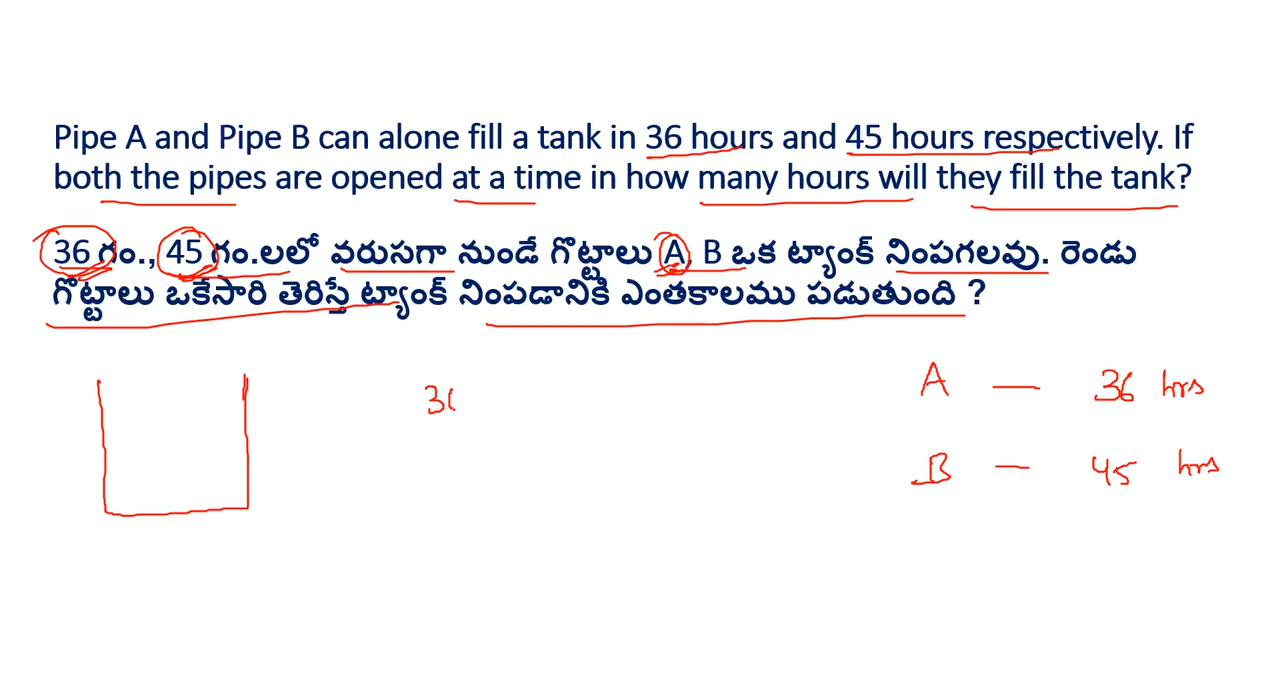 Pipe A and Pipe B can alone fill a tank in 36 hours and 45 hours respectively. If
both the pipes are opened at a time in how many hours will they fill the tank?
36 గం., 45 గం.లలో వరుసగా నుండే గొట్టాలు A, B ఒక ట్యాంక్ నింపగలవు. రెండు
గొట్టాలు ఒకేసారి తెరిస్తే ట్యాంక్ నింపడానికి ఎంతకాలము పడుతుంది ?
A — 36 hrs
B — 45 hrs